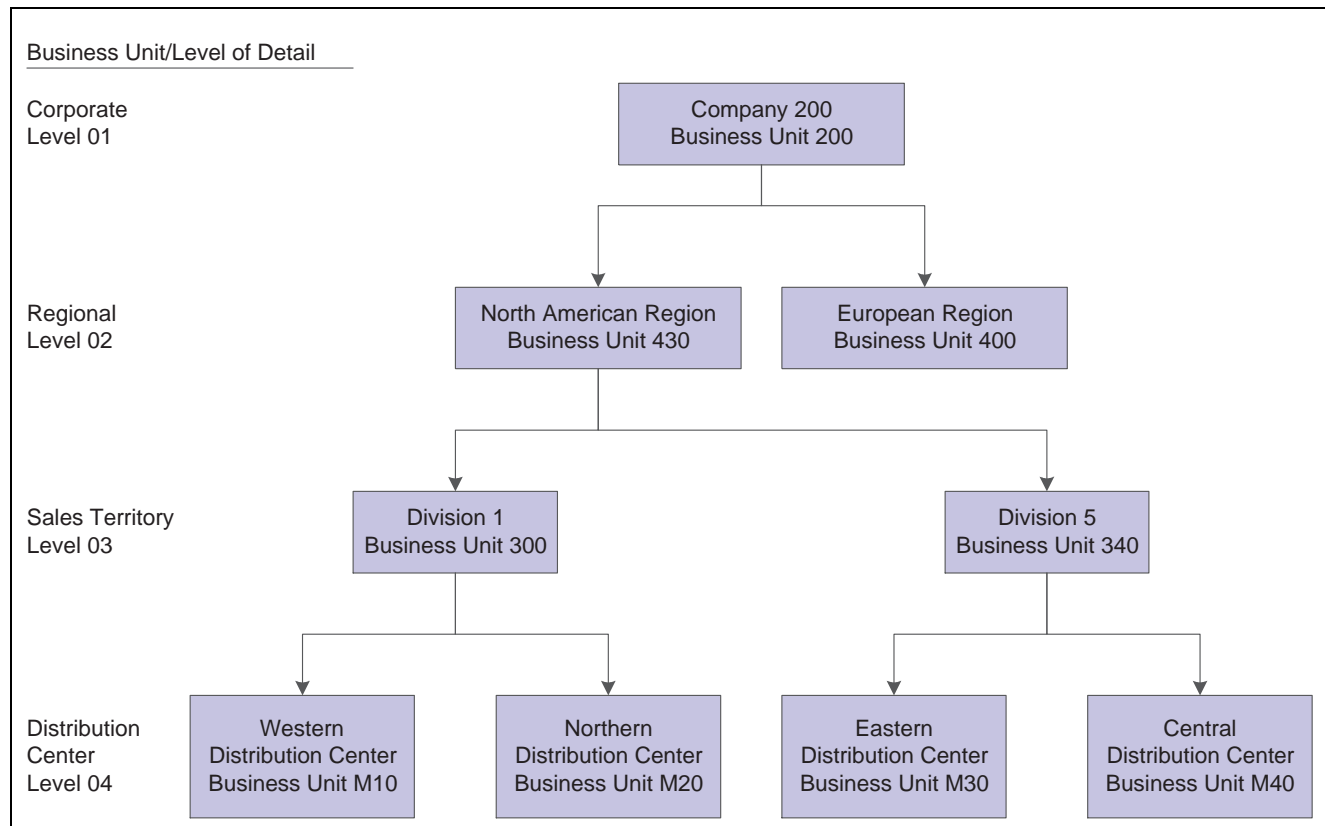 Business Unit/Level of Detail
Corporate
Level 01
Company 200
Business Unit 200
Regional
Level 02
North American Region
Business Unit 430
European Region
Business Unit 400
Sales Territory
Level 03
Division 1
Business Unit 300
Division 5
Business Unit 340
Distribution
Center
Level 04
Western
Distribution Center
Business Unit M10
Northern
Distribution Center
Business Unit M20
Eastern
Distribution Center
Business Unit M30
Central
Distribution Center
Business Unit M40